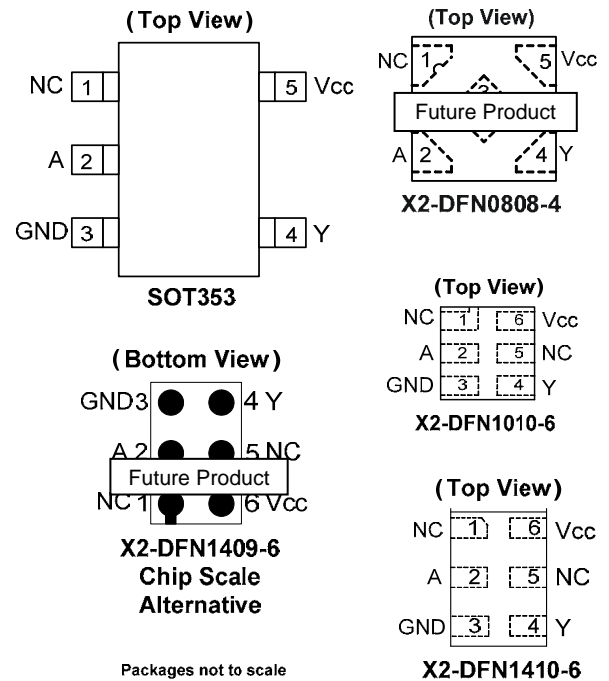 (Top View)
NC 1 5 Vcc
A 2
GND 3 4 Y
SOT353
(Top View)
NC 1 5 Vcc
3
Future Product
A 2 4 Y
X2-DFN0808-4
(Top View)
NC 1 6 Vcc
A 2 5 NC
GND 3 4 Y
X2-DFN1010-6
(Bottom View)
GND 3 4 Y
A 2 5 NC
Future Product
NC 1 6 Vcc
X2-DFN1409-6
Chip Scale
Alternative
(Top View)
NC 1 6 Vcc
A 2 5 NC
GND 3 4 Y
X2-DFN1410-6
Packages not to scale